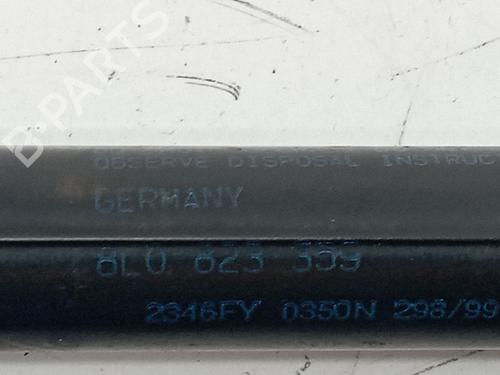 B-PARTS
OBSERVE DISPOSAL INSTRUC
GERMANY
8L0 823 359
2346FY 0350N 298/99